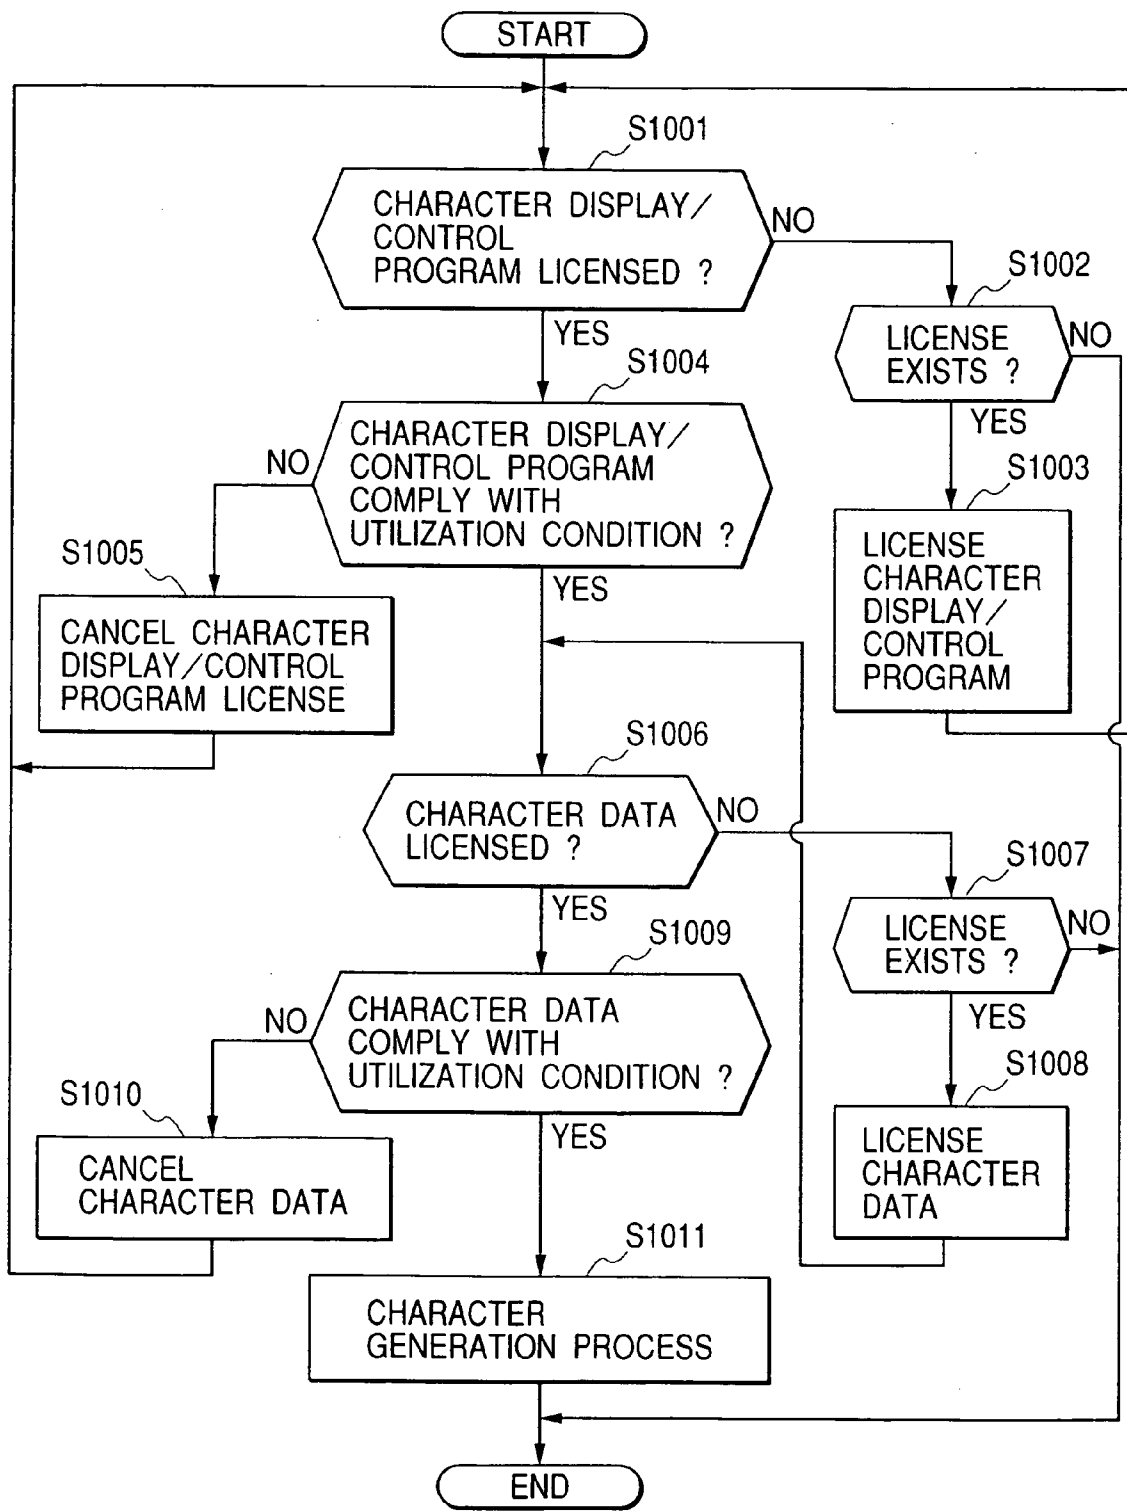 START
S1001
CHARACTER DISPLAY/
CONTROL
PROGRAM LICENSED ?
NO
YES
S1002
LICENSE
EXISTS ?
NO
YES
S1003
LICENSE
CHARACTER
DISPLAY/
CONTROL
PROGRAM
S1004
CHARACTER DISPLAY/
CONTROL PROGRAM
COMPLY WITH
UTILIZATION CONDITION ?
NO
YES
S1005
CANCEL CHARACTER
DISPLAY/CONTROL
PROGRAM LICENSE
S1006
CHARACTER DATA
LICENSED ?
NO
YES
S1007
LICENSE
EXISTS ?
NO
YES
S1008
LICENSE
CHARACTER
DATA
S1009
CHARACTER DATA
COMPLY WITH
UTILIZATION CONDITION ?
NO
YES
S1010
CANCEL
CHARACTER DATA
S1011
CHARACTER
GENERATION PROCESS
END